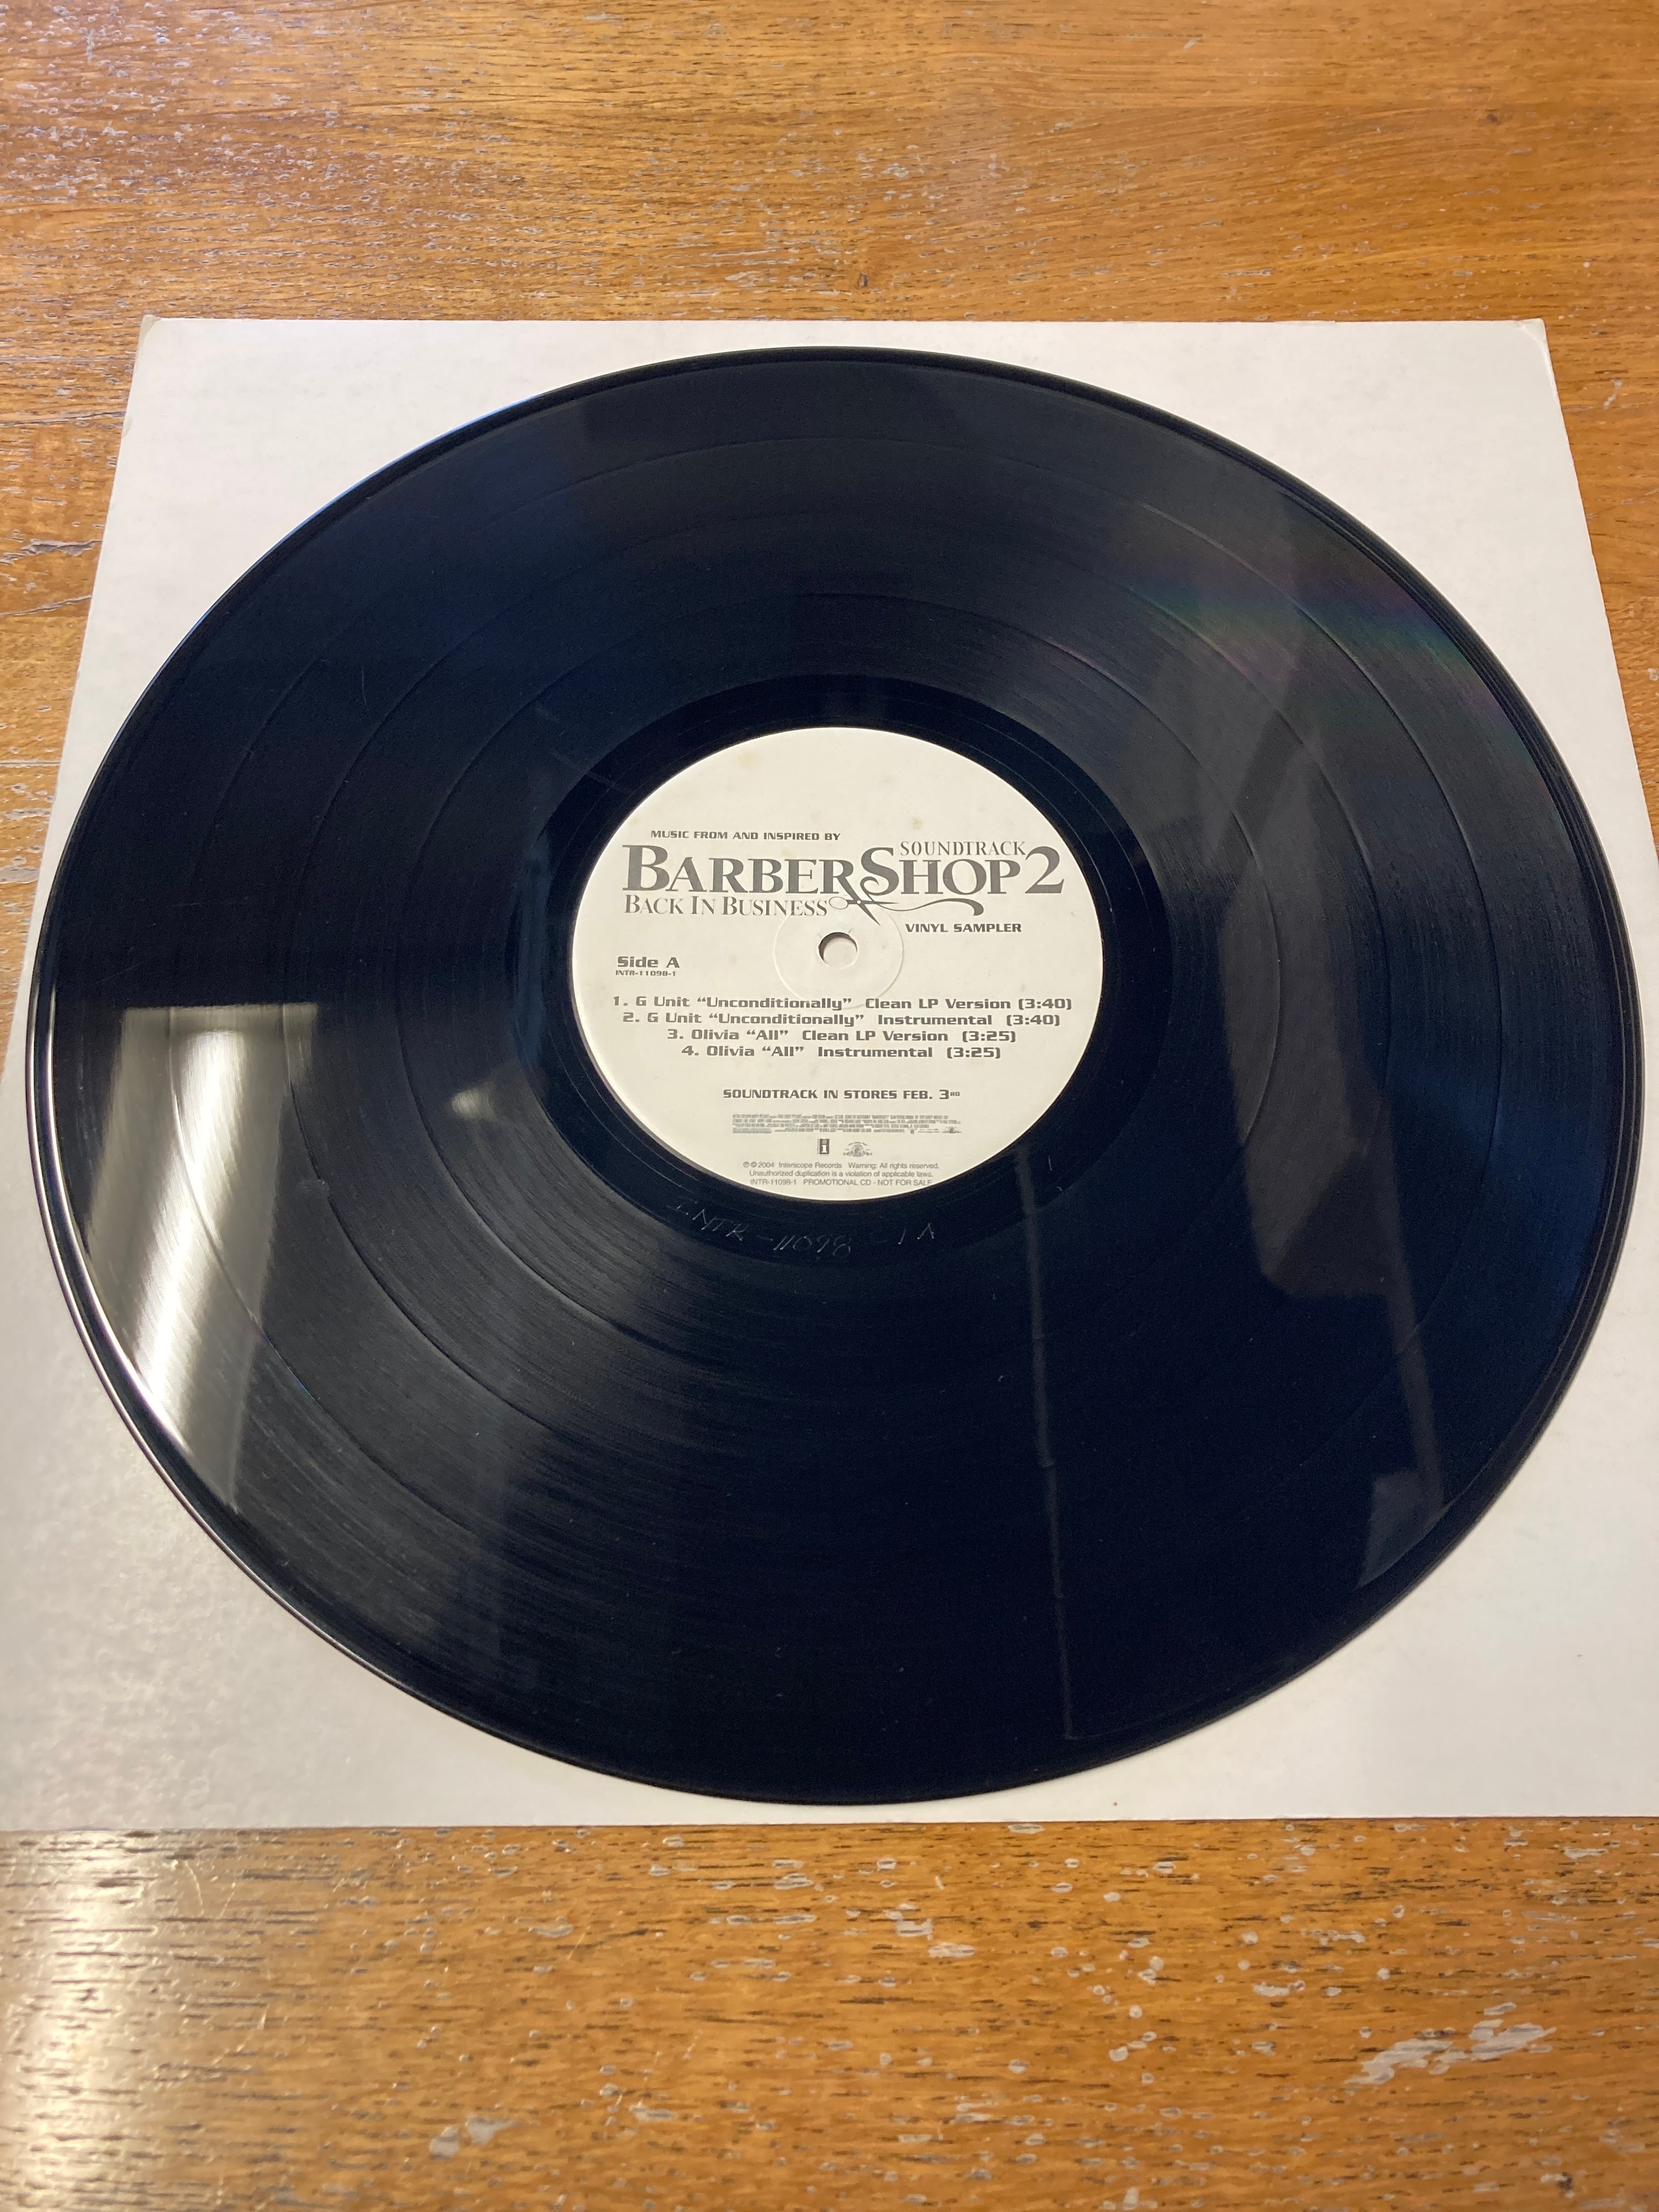 MUSIC FROM AND INSPIRED BY
SOUNDTRACK
BARBERSHOP 2
BACK IN BUSINESS
VINYL SAMPLER
Side A
INTR-11098-1
1. G Unit “Unconditionally” Clean LP Version (3:40)
2. G Unit “Unconditionally” Instrumental (3:40)
3. Olivia “All” Clean LP Version (3:25)
4. Olivia “All” Instrumental (3:25)
SOUNDTRACK IN STORES FEB. 3RD
℗ © 2004 Interscope Records Warning: All rights reserved.
Unauthorized duplication is a violation of applicable laws.
INTR-11098-1 PROMOTIONAL CD - NOT FOR SALE
INTR-11098-1A